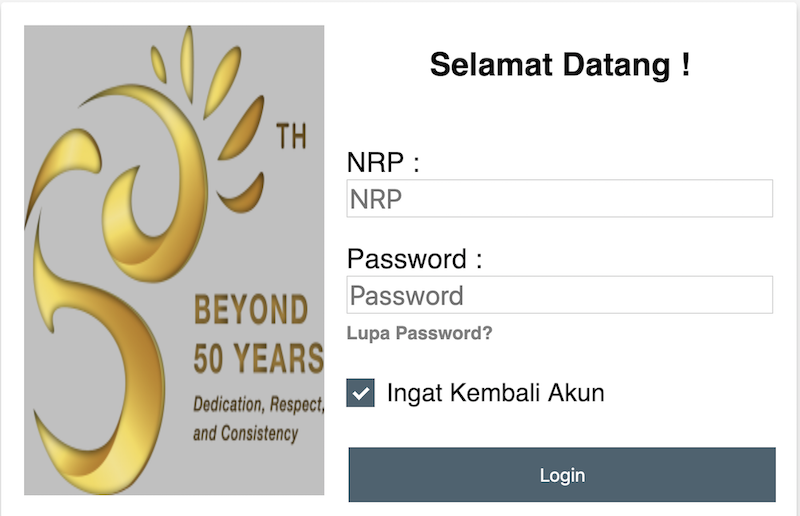 TH
BEYOND
50 YEARS
Dedication, Respect,
and Consistency
Selamat Datang !
NRP :
NRP
Password :
Password
Lupa Password?
Ingat Kembali Akun
Login